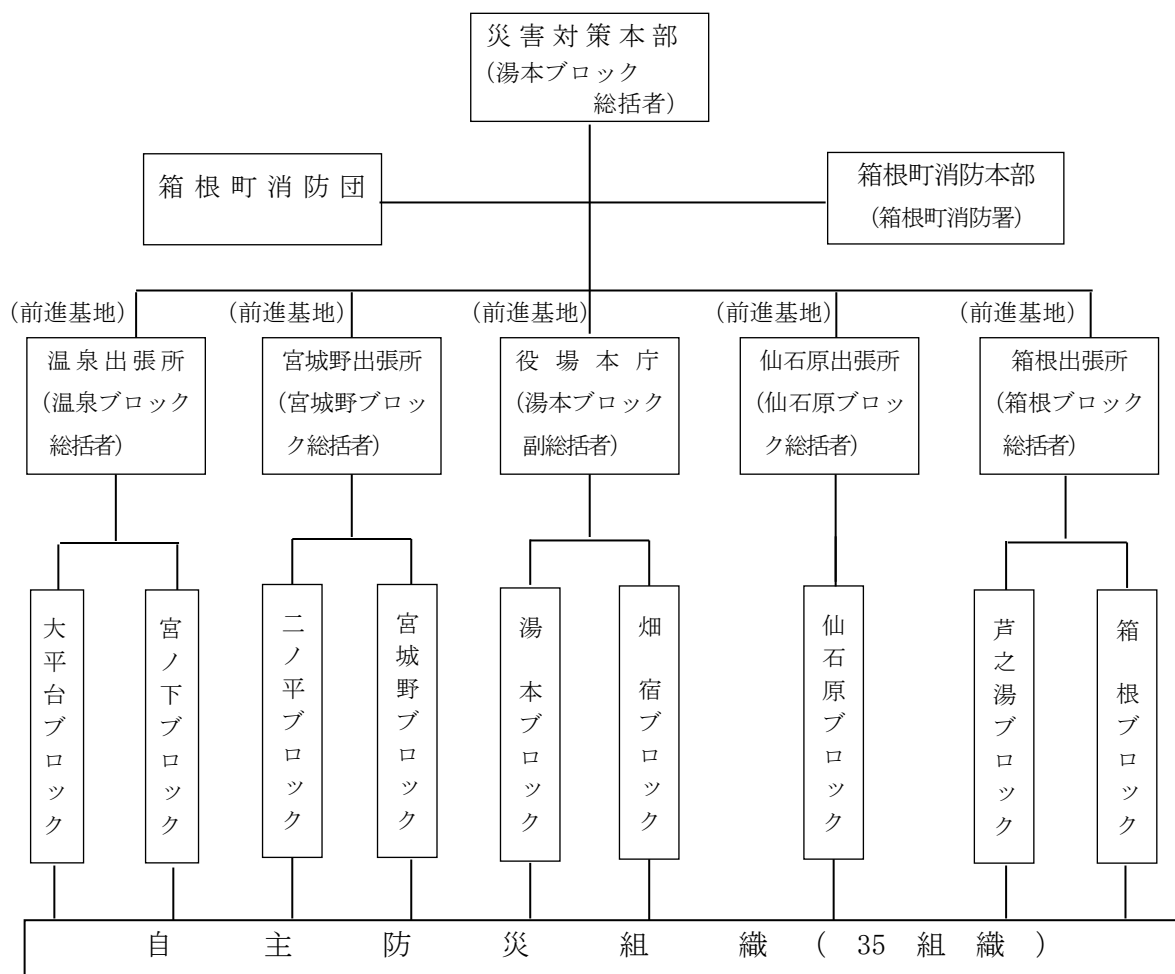 災害対策本部
(湯本ブロック
総括者)
箱根町消防団
箱根町消防本部
(箱根町消防署)
(前進基地)
(前進基地)
(前進基地)
(前進基地)
(前進基地)
温泉出張所
(温泉ブロック
総括者)
宮城野出張所
(宮城野ブロッ
ク総括者)
役場本庁
(湯本ブロック
副総括者)
仙石原出張所
(仙石原ブロッ
ク総括者)
箱根出張所
(箱根ブロック
総括者)
大平台ブロック
宮ノ下ブロック
二ノ平ブロック
宮城野ブロック
湯本ブロック
畑宿ブロック
仙石原ブロック
芦之湯ブロック
箱根ブロック
自主防災組織(35組織)